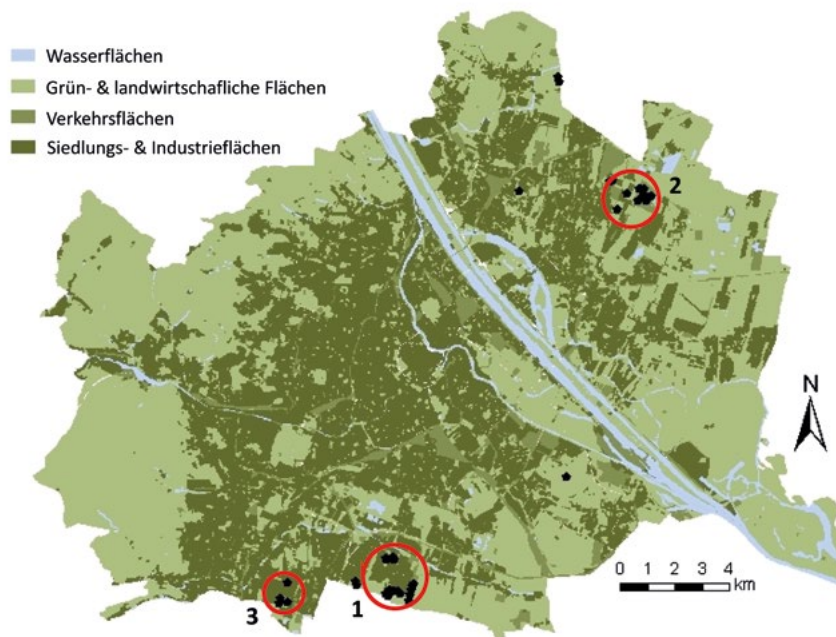 Wasserflächen
Grün- & landwirtschafliche Flächen
Verkehrsflächen
Siedlungs- & Industrieflächen
2
N
0 1 2 3 4
km
3
1